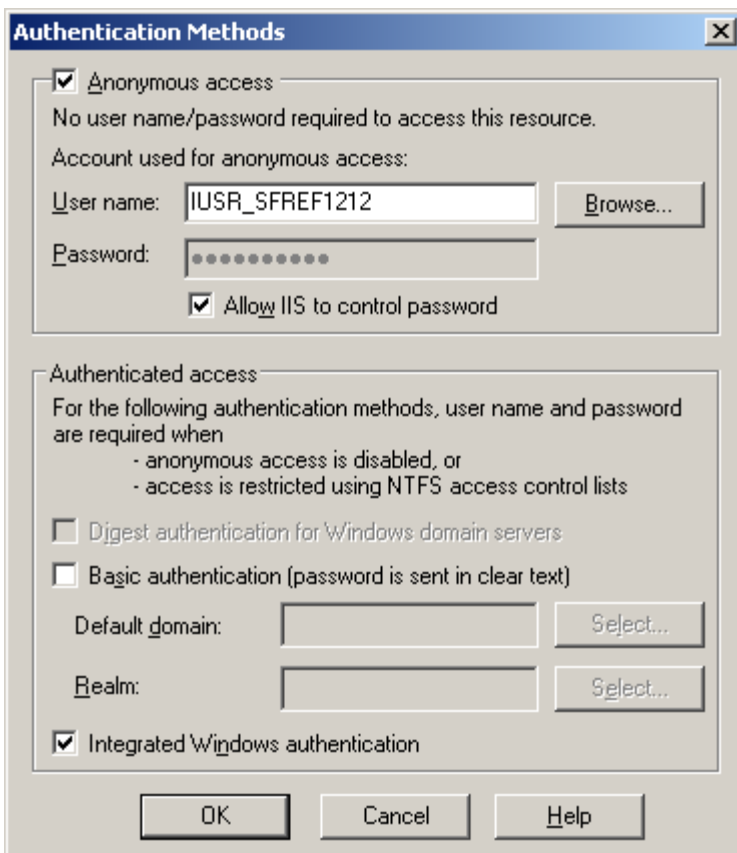 Authentication Methods
Anonymous access
No user name/password required to access this resource.
Account used for anonymous access:
User name: IUSR_SFREF1212 Browse...
Password: ●●●●●●●●●●
Allow IIS to control password
Authenticated access
For the following authentication methods, user name and password
are required when
- anonymous access is disabled, or
- access is restricted using NTFS access control lists
Digest authentication for Windows domain servers
Basic authentication (password is sent in clear text)
Default domain: Select...
Realm: Select...
Integrated Windows authentication
OK Cancel Help